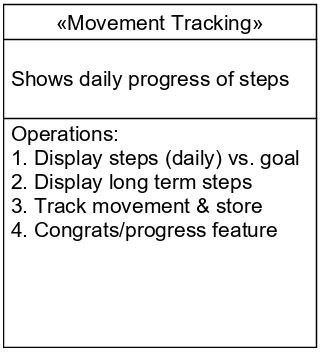 «Movement Tracking»
Shows daily progress of steps
Operations:
1. Display steps (daily) vs. goal
2. Display long term steps
3. Track movement & store
4. Congrats/progress feature